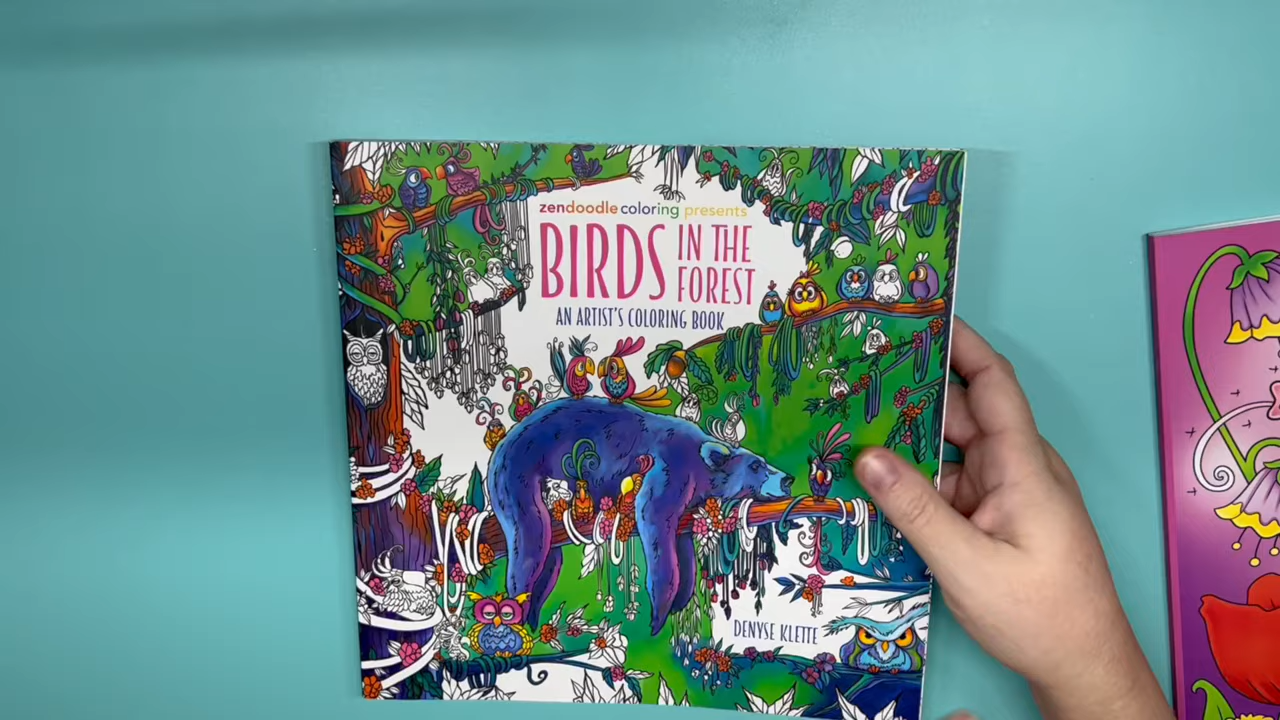 zendoodle coloring presents
BIRDS IN THE
FOREST
AN ARTIST'S COLORING BOOK
DENYSE KLETTE